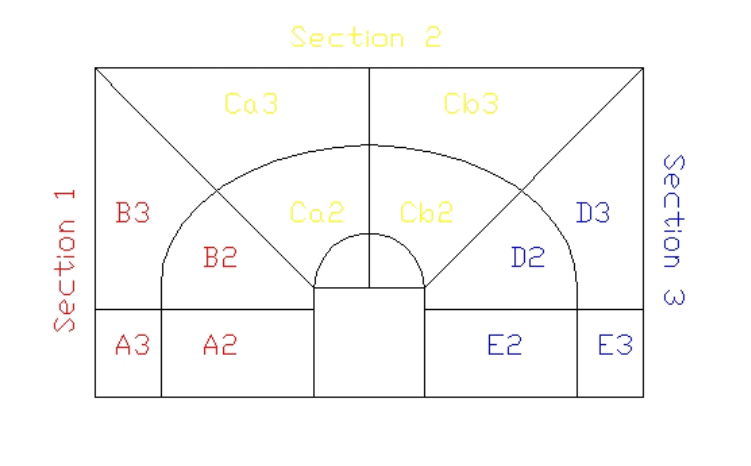 Section 2
Ca3
Cb3
Section 1
B3
Ca2
Cb2
D3
Section 3
B2
D2
A3
A2
E2
E3